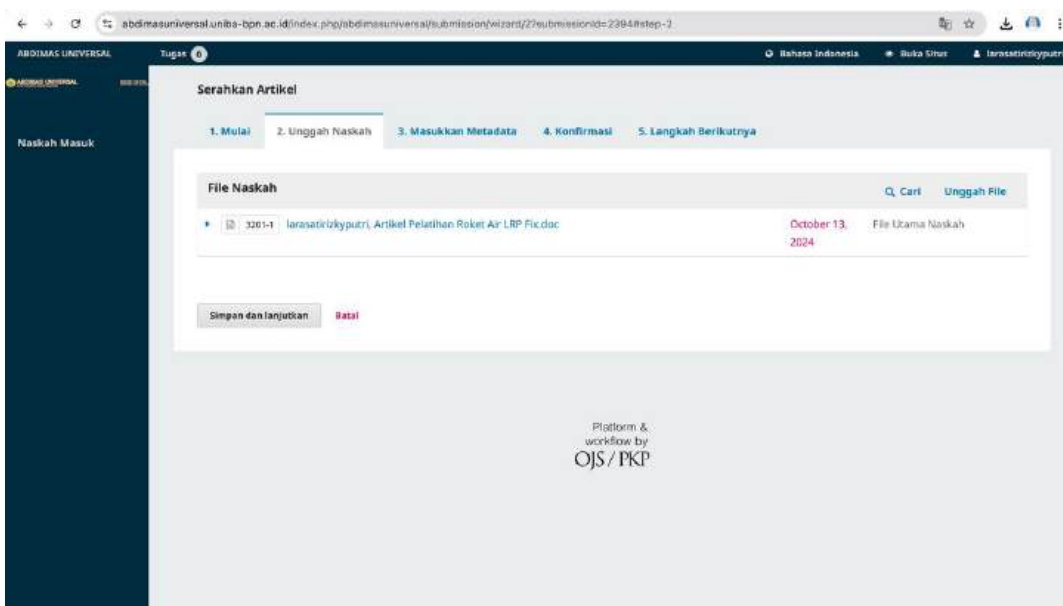 abdimasuniversal.uniba-bpn.ac.id/index.php/abdimasuniversal/submission/wizard/2?submissionId=2394#step-2
ABDIMAS UNIVERSAL
Tugas 0
Bahasa Indonesia
Buka Situs
larasatirizkyputri
ABDIMAS UNIVERSAL
Naskah Masuk
Serahkan Artikel
1. Mulai
2. Unggah Naskah
3. Masukkan Metadata
4. Konfirmasi
5. Langkah Berikutnya
File Naskah
Cari
Unggah File
3201-1 larasatirizkyputri, Artikel Pelatihan Roket Air LRP Fix.doc
October 13,
2024
File Utama Naskah
Simpan dan lanjutkan
Batal
Platform &
workflow by
OJS / PKP